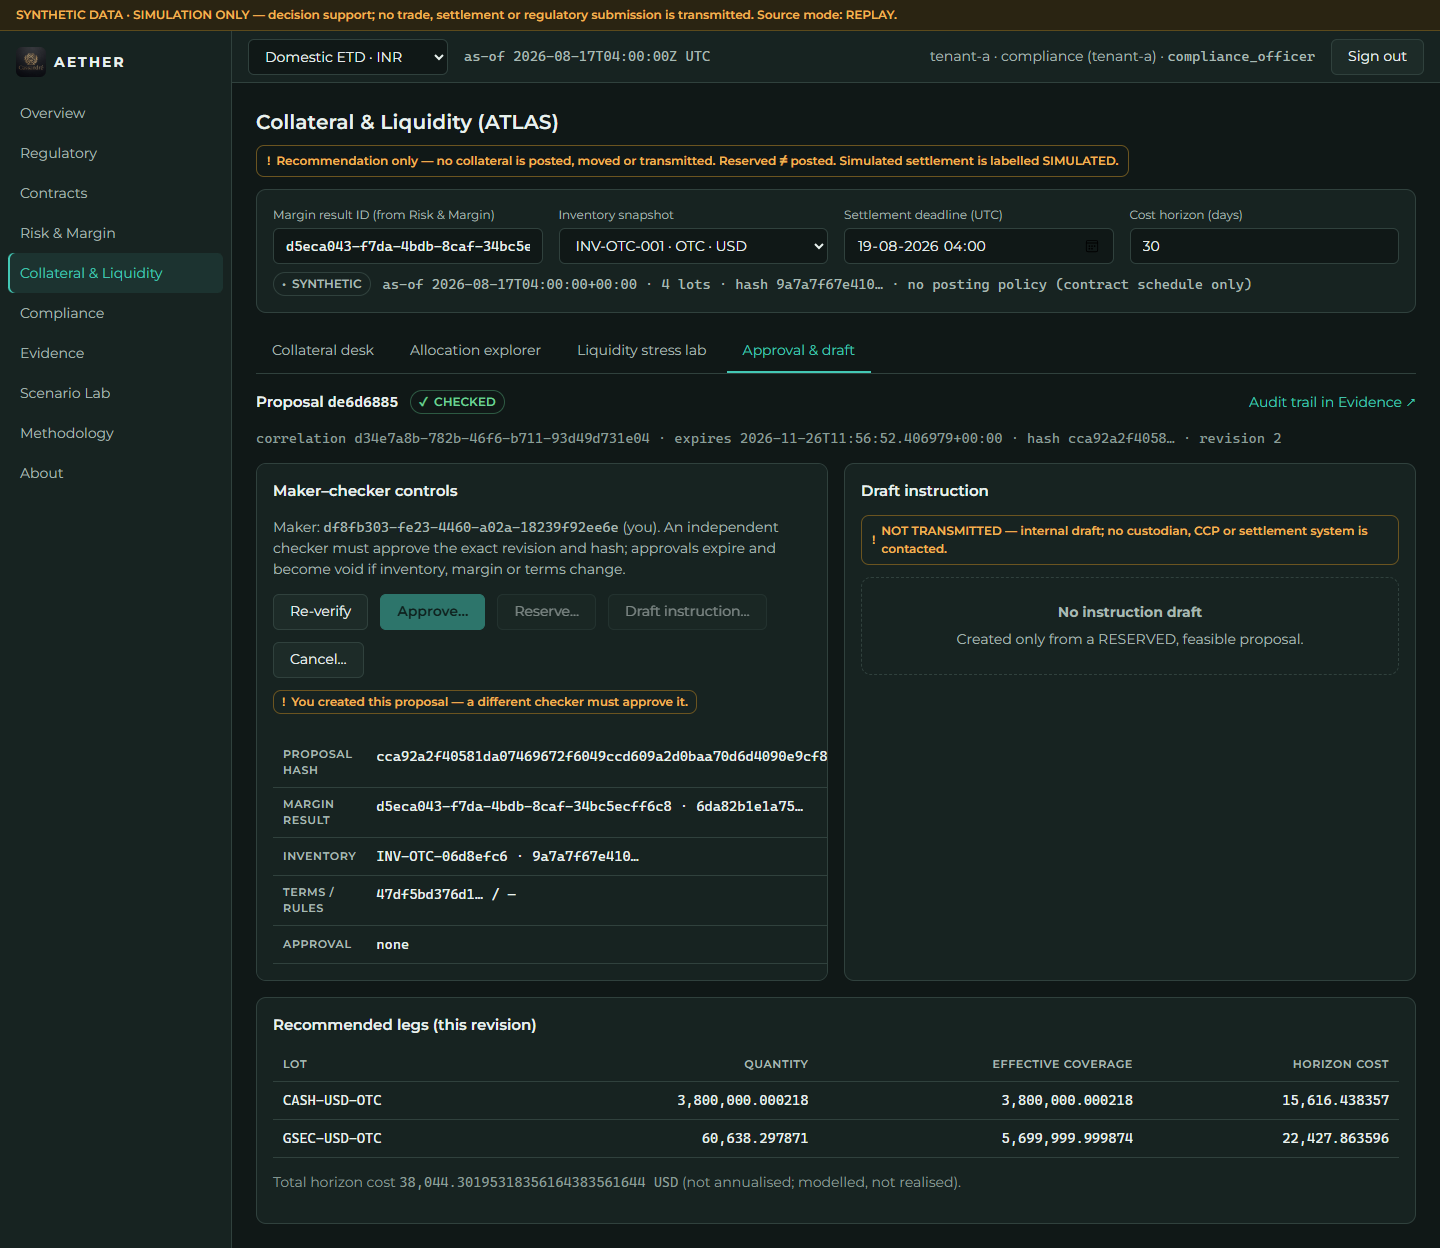 SYNTHETIC DATA · SIMULATION ONLY — decision support; no trade, settlement or regulatory submission is transmitted. Source mode: REPLAY.
AETHER
Domestic ETD · INR
as-of 2026-08-17T04:00:00Z UTC
tenant-a · compliance (tenant-a) · compliance_officer
Sign out
Overview
Regulatory
Contracts
Risk & Margin
Collateral & Liquidity
Compliance
Evidence
Scenario Lab
Methodology
About
Collateral & Liquidity (ATLAS)
! Recommendation only — no collateral is posted, moved or transmitted. Reserved ≠ posted. Simulated settlement is labelled SIMULATED.
Margin result ID (from Risk & Margin)
Inventory snapshot
Settlement deadline (UTC)
Cost horizon (days)
d5eca043-f7da-4bdb-8caf-34bc5e
INV-OTC-001 · OTC · USD
19-08-2026 04:00
30
• SYNTHETIC
as-of 2026-08-17T04:00:00+00:00 · 4 lots · hash 9a7a7f67e410… · no posting policy (contract schedule only)
Collateral desk
Allocation explorer
Liquidity stress lab
Approval & draft
Proposal de6d6885
✓ CHECKED
Audit trail in Evidence ↗
correlation d34e7a8b-782b-46f6-b711-93d49d731e04 · expires 2026-11-26T11:56:52.406979+00:00 · hash cca92a2f4058… · revision 2
Maker–checker controls
Maker: df8fb303-fe23-4460-a02a-18239f92ee6e (you). An independent
checker must approve the exact revision and hash; approvals expire and
become void if inventory, margin or terms change.
Re-verify
Approve…
Reserve…
Draft instruction…
Cancel…
! You created this proposal — a different checker must approve it.
PROPOSAL
HASH
cca92a2f40581da07469672f6049ccd609a2d0baa70d6d4090e9cf8
MARGIN
RESULT
d5eca043-f7da-4bdb-8caf-34bc5ecff6c8 · 6da82b1e1a75…
INVENTORY
INV-OTC-06d8efc6 · 9a7a7f67e410…
TERMS /
RULES
47df5bd376d1… / —
APPROVAL
none
Draft instruction
! NOT TRANSMITTED — internal draft; no custodian, CCP or settlement system is
contacted.
No instruction draft
Created only from a RESERVED, feasible proposal.
Recommended legs (this revision)
LOT QUANTITY EFFECTIVE COVERAGE HORIZON COST
CASH-USD-OTC 3,800,000.000218 3,800,000.000218 15,616.438357
GSEC-USD-OTC 60,638.297871 5,699,999.999874 22,427.863596
Total horizon cost 38,044.30195318356164383561644 USD (not annualised; modelled, not realised).